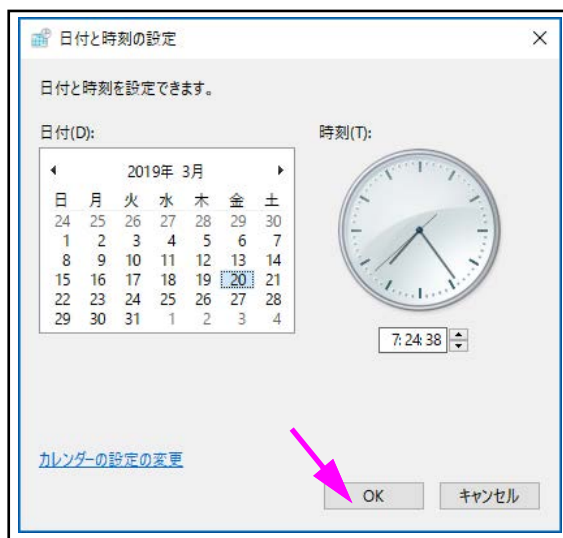 日付と時刻の設定
日付と時刻を設定できます。
日付(D):
時刻(T):
2019年 3月
日 月 火 水 木 金 土
24 25 26 27 28 29 30
1 2 3 4 5 6 7
8 9 10 11 12 13 14
15 16 17 18 19 20 21
22 23 24 25 26 27 28
29 30 31 1 2 3 4
7:24:38
カレンダーの設定の変更
OK キャンセル